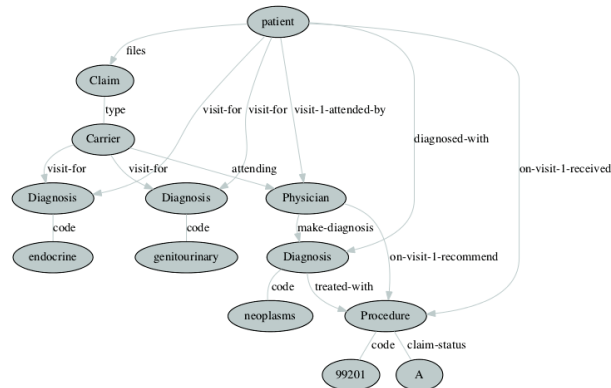 patient
files
Claim
visit-for visit-for visit-1-attended-by
type
diagnosed-with
Carrier
visit-for visit-for attending on-visit-1-received
Diagnosis Diagnosis Physician
code code make-diagnosis
endocrine genitourinary Diagnosis on-visit-1-recommend
code treated-with
neoplasms Procedure
code claim-status
99201 A